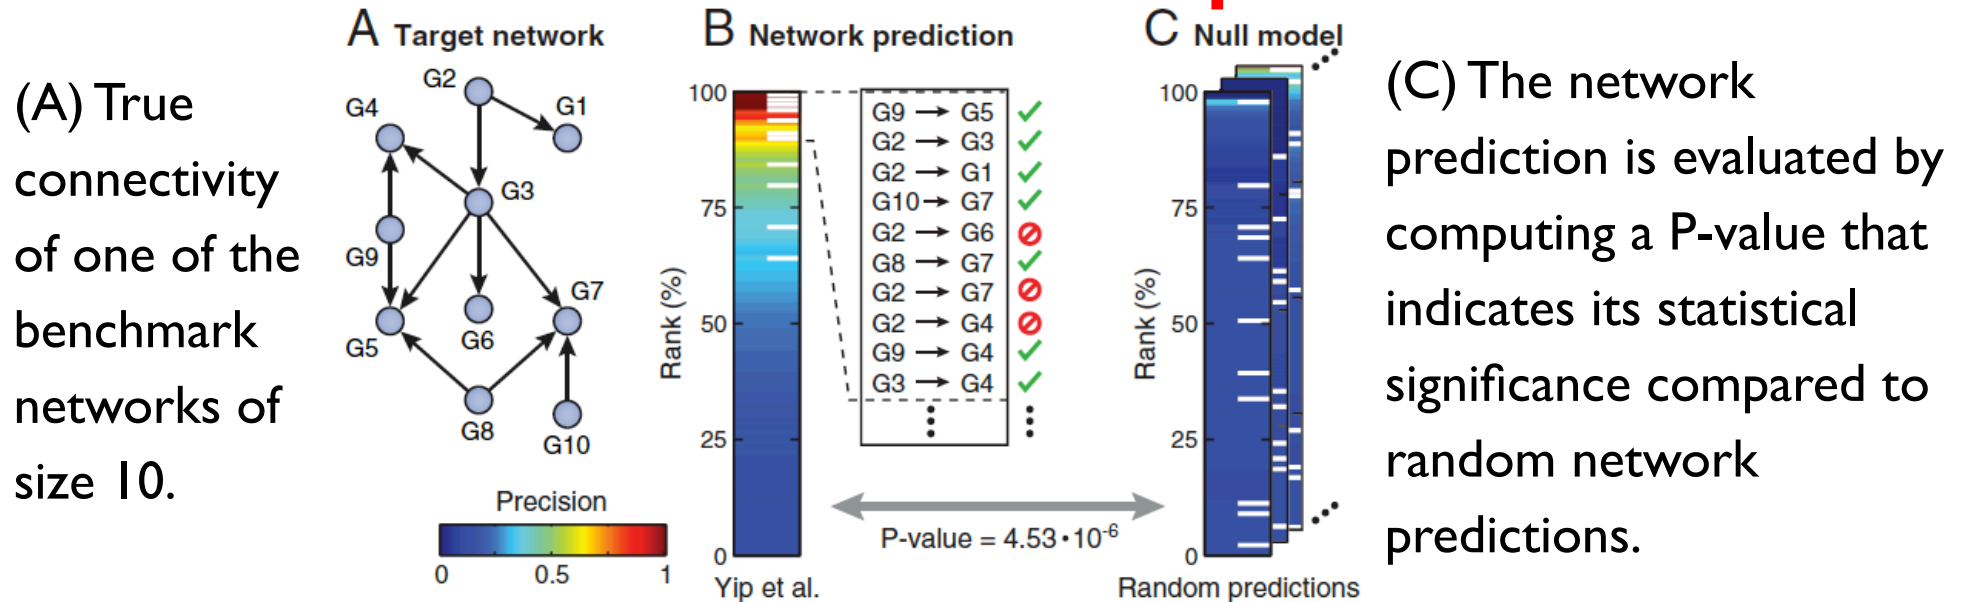 (A) True
connectivity
of one of the
benchmark
networks of
size 10.
A Target network
G2
G1
G4
G3
G9
G7
G5
G6
G8
G10
Precision
0 0.5 1
B Network prediction
100
75
50
25
0
Rank (%)
Yip et al.
G9 → G5 ✓
G2 → G3 ✓
G2 → G1 ✓
G10 → G7 ✓
G2 → G6
G8 → G7 ✓
G2 → G7
G2 → G4
G9 → G4 ✓
G3 → G4 ✓
P-value = 4.53•10⁻⁶
C Null model
100
75
50
25
0
Rank (%)
Random predictions
(C) The network
prediction is evaluated by
computing a P-value that
indicates its statistical
significance compared to
random network
predictions.